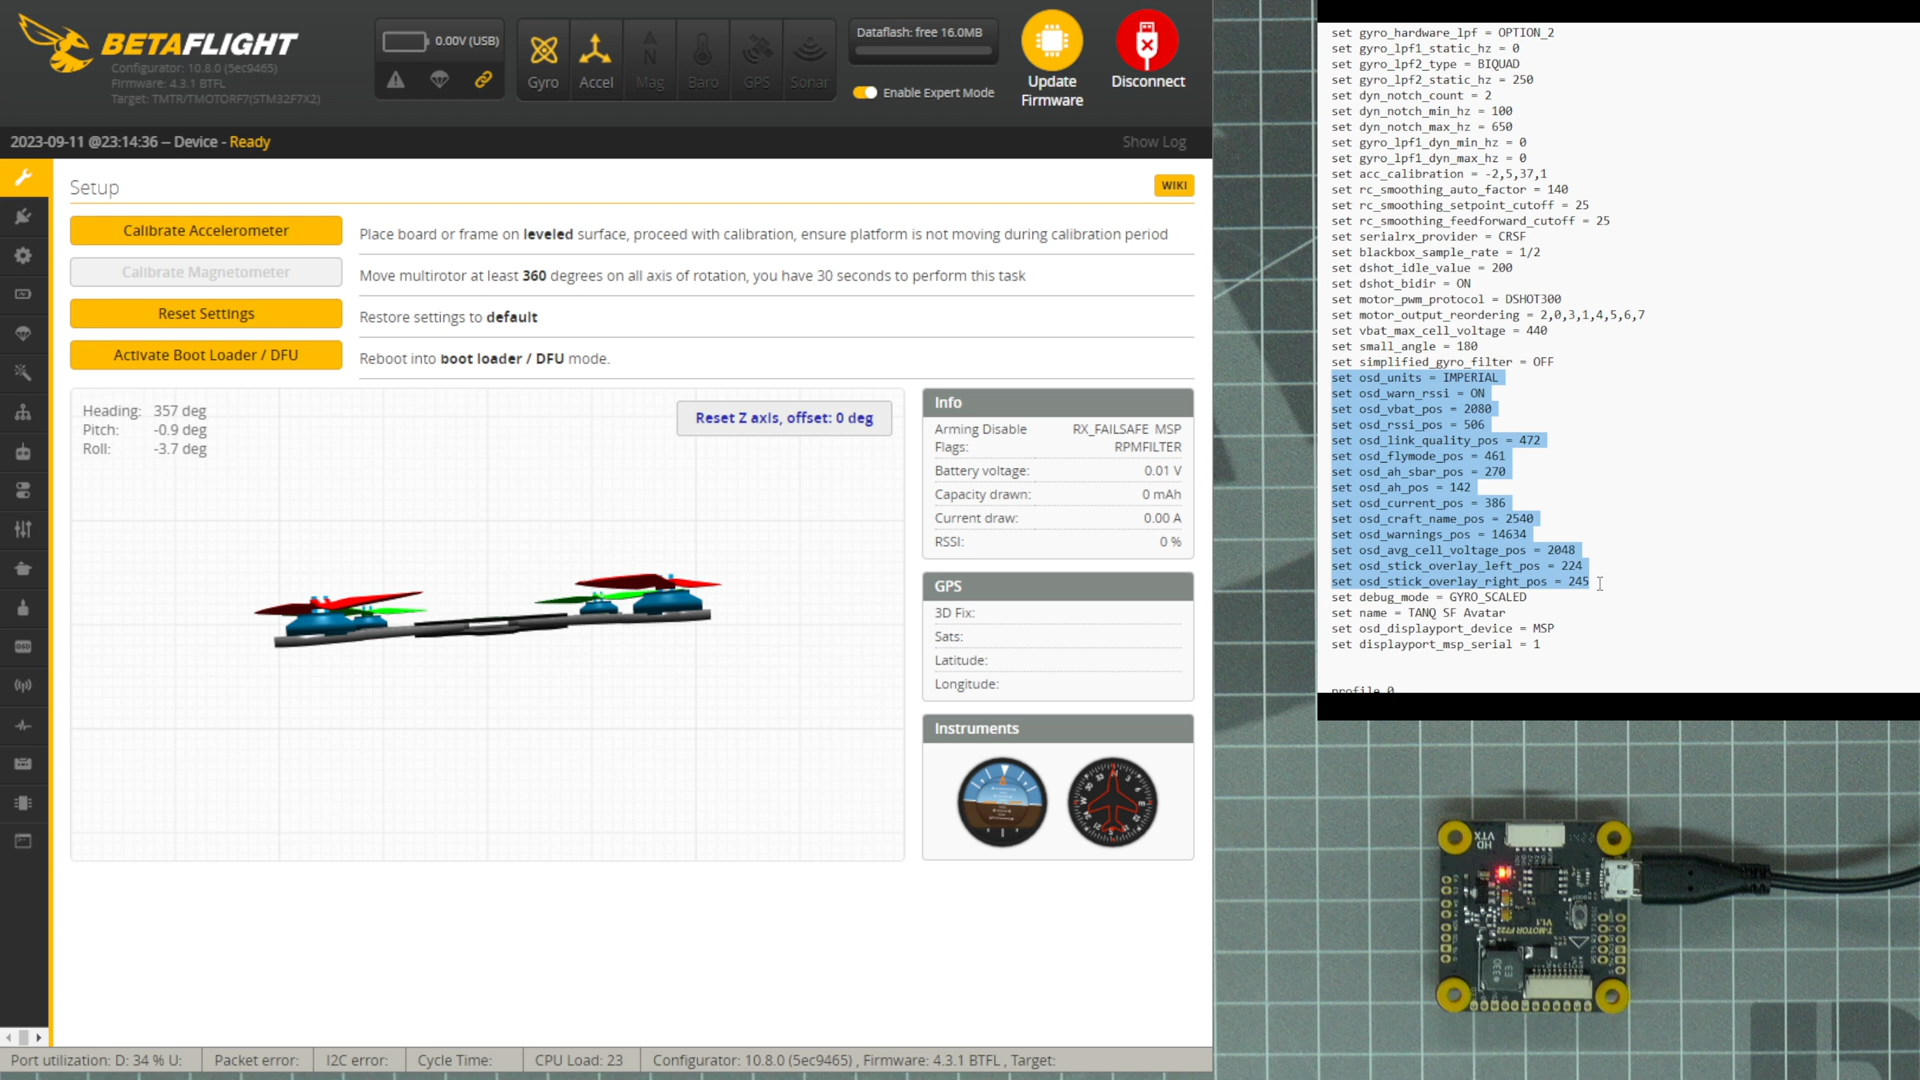 BETAFLIGHT
Configurator: 10.8.0 (5ec9465)
Firmware: 4.3.1 BTFL
Target: TMTR/TMOTORF7(STM32F7X2)
0.00V (USB)
Gyro
Accel
Mag
Baro
GPS
Sonar
Dataflash: free 16.0MB
Enable Expert Mode
Update
Firmware
Disconnect
2023-09-11 @23:14:36 -- Device - Ready
Show Log
Setup
WIKI
Calibrate Accelerometer
Place board or frame on leveled surface, proceed with calibration, ensure platform is not moving during calibration period
Calibrate Magnetometer
Move multirotor at least 360 degrees on all axis of rotation, you have 30 seconds to perform this task
Reset Settings
Restore settings to default
Activate Boot Loader / DFU
Reboot into boot loader / DFU mode.
Heading: 357 deg
Pitch: -0.9 deg
Roll: -3.7 deg
Reset Z axis, offset: 0 deg
Info
Arming Disable RX_FAILSAFE MSP
Flags: RPMFILTER
Battery voltage: 0.01 V
Capacity drawn: 0 mAh
Current draw: 0.00 A
RSSI: 0 %
GPS
3D Fix:
Sats:
Latitude:
Longitude:
Instruments
Port utilization: D: 34 % U:
Packet error:
I2C error:
Cycle Time:
CPU Load: 23
Configurator: 10.8.0 (5ec9465) , Firmware: 4.3.1 BTFL , Target:
set gyro_hardware_lpf = OPTION_2
set gyro_lpf1_static_hz = 0
set gyro_lpf2_type = BIQUAD
set gyro_lpf2_static_hz = 250
set dyn_notch_count = 2
set dyn_notch_min_hz = 100
set dyn_notch_max_hz = 650
set gyro_lpf1_dyn_min_hz = 0
set gyro_lpf1_dyn_max_hz = 0
set acc_calibration = -2,5,37,1
set rc_smoothing_auto_factor = 140
set rc_smoothing_setpoint_cutoff = 25
set rc_smoothing_feedforward_cutoff = 25
set serialrx_provider = CRSF
set blackbox_sample_rate = 1/2
set dshot_idle_value = 200
set dshot_bidir = ON
set motor_pwm_protocol = DSHOT300
set motor_output_reordering = 2,0,3,1,4,5,6,7
set vbat_max_cell_voltage = 440
set small_angle = 180
set simplified_gyro_filter = OFF
set osd_units = IMPERIAL
set osd_warn_rssi = ON
set osd_vbat_pos = 2080
set osd_rssi_pos = 506
set osd_link_quality_pos = 472
set osd_flymode_pos = 461
set osd_ah_sbar_pos = 270
set osd_ah_pos = 142
set osd_current_pos = 386
set osd_craft_name_pos = 2540
set osd_warnings_pos = 14634
set osd_avg_cell_voltage_pos = 2048
set osd_stick_overlay_left_pos = 224
set osd_stick_overlay_right_pos = 245
set debug_mode = GYRO_SCALED
set name = TANQ SF Avatar
set osd_displayport_device = MSP
set displayport_msp_serial = 1
profile 0
HD
VTX
T-MOTOR F722
V1.1
330
E3